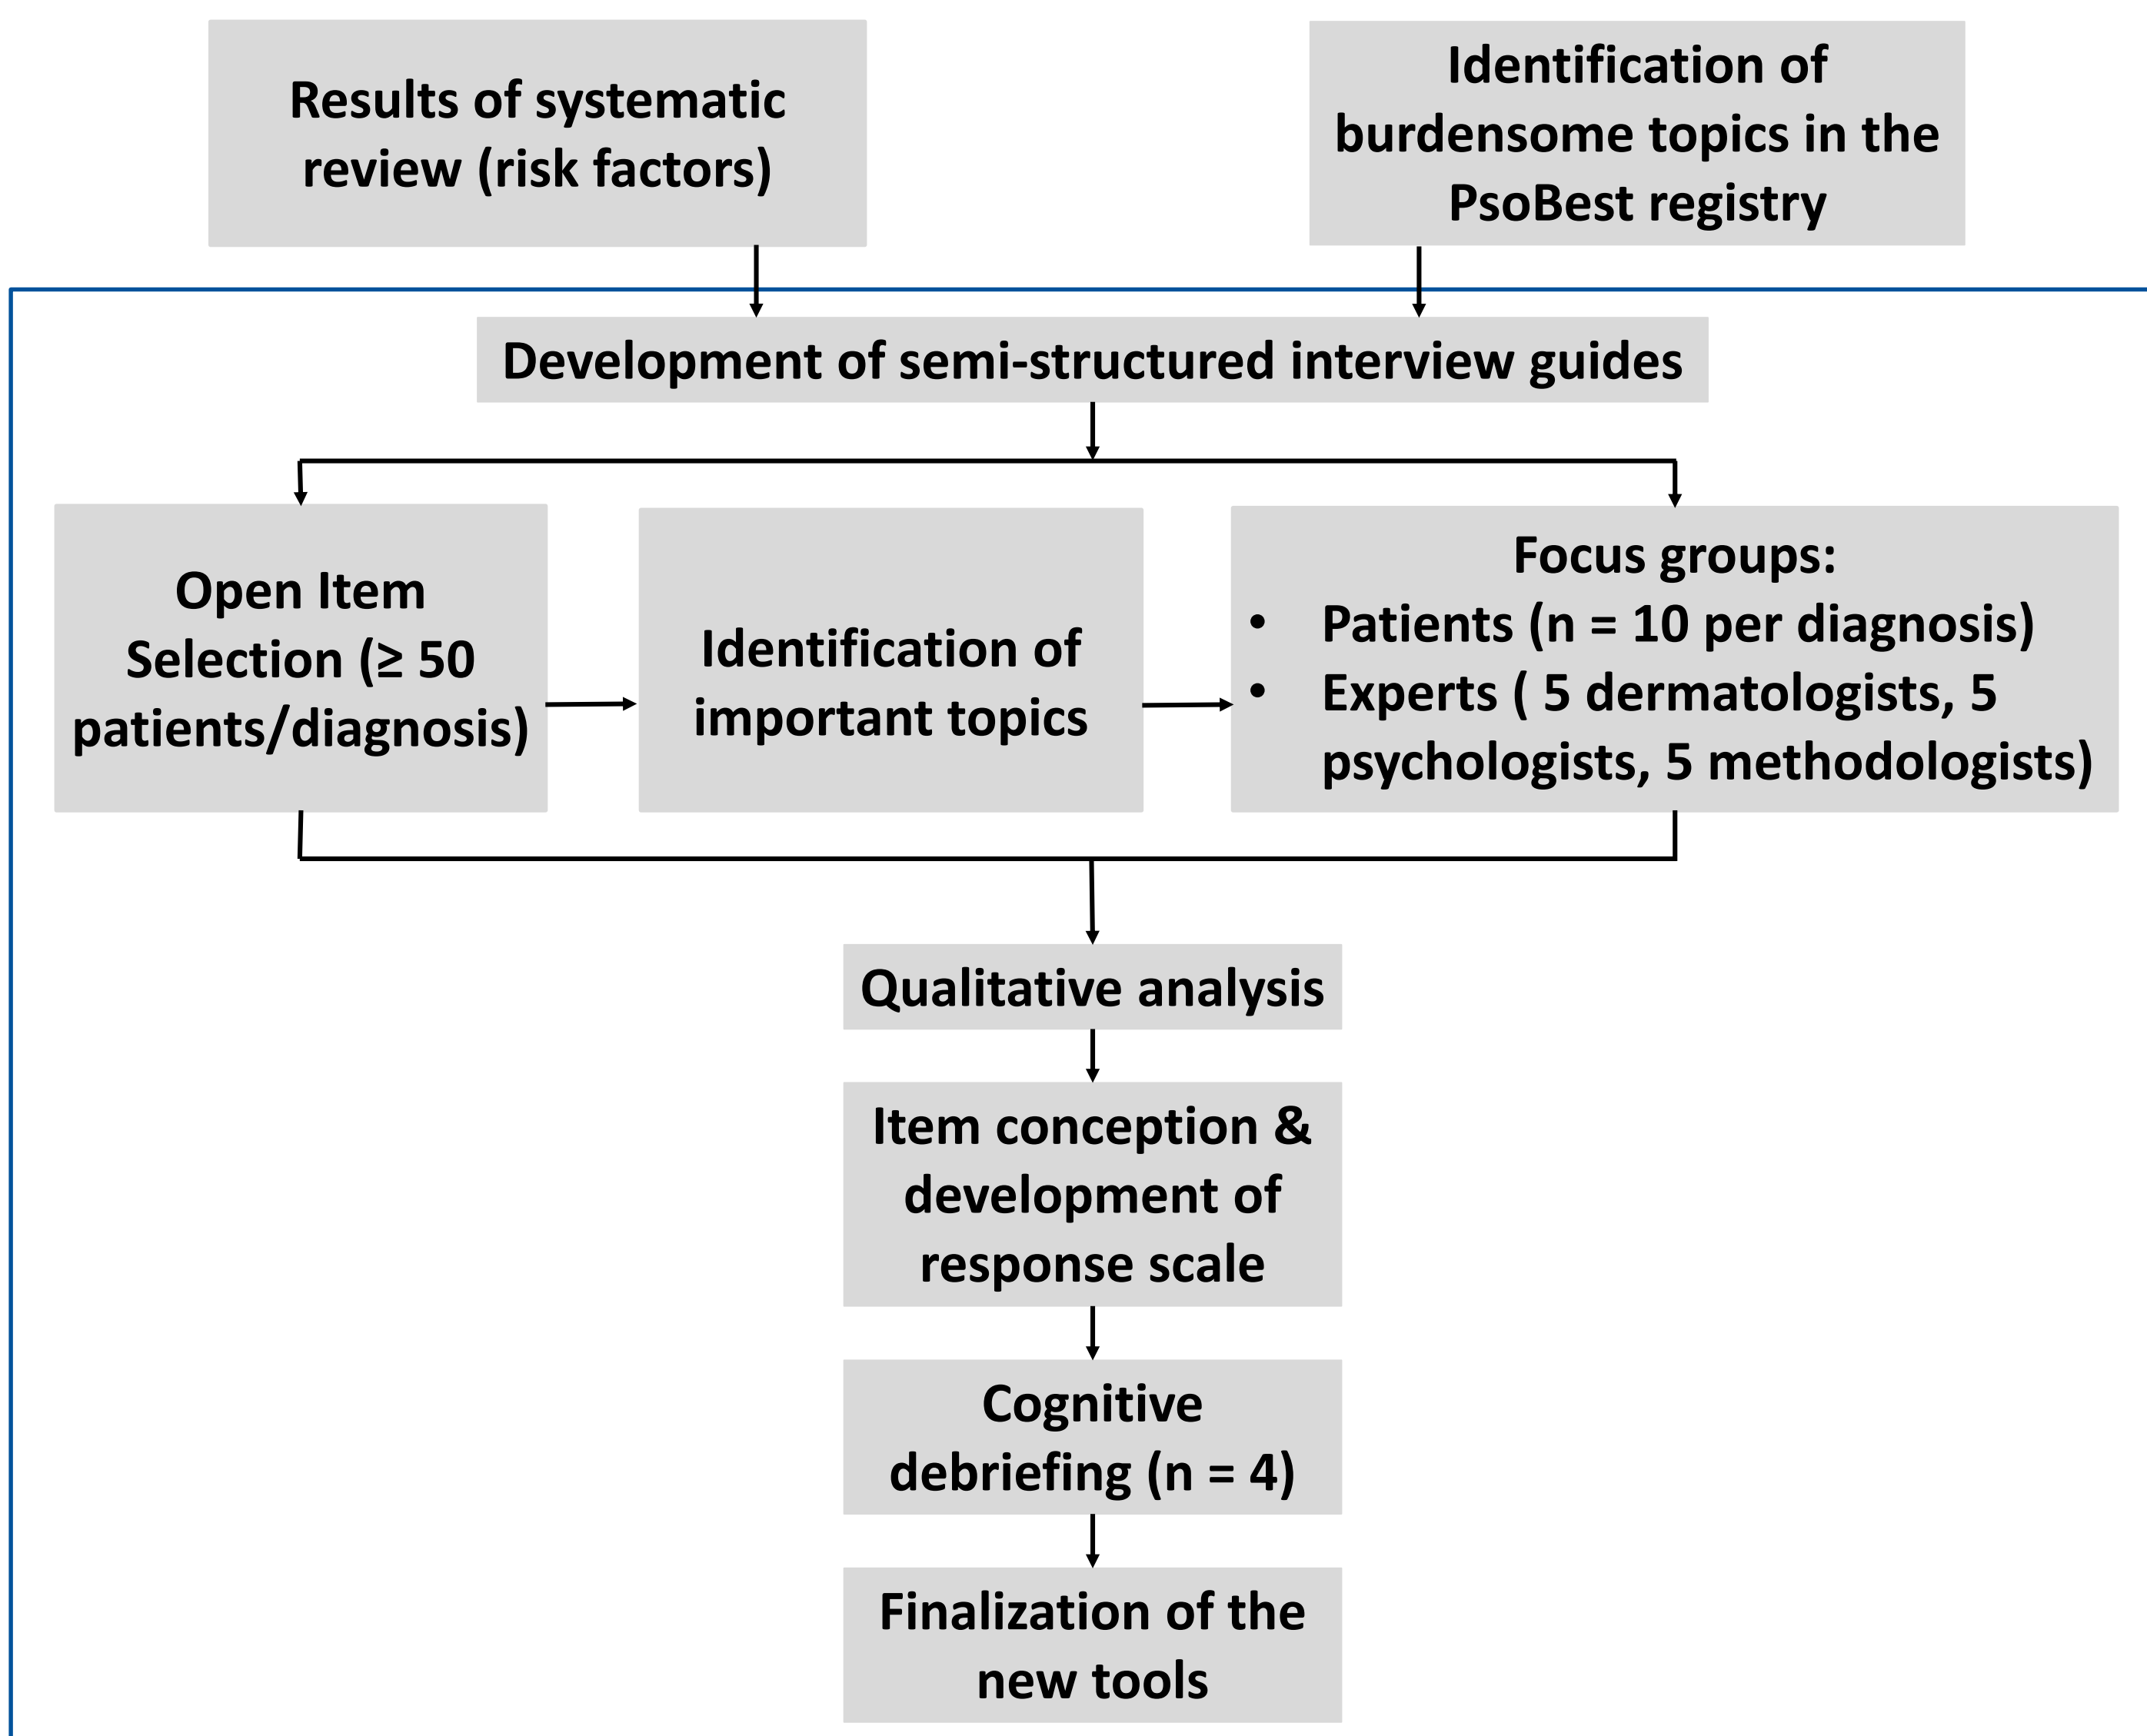 Results of systematic
review (risk factors)
Identification of
burdensome topics in the
PsoBest registry
Development of semi-structured interview guides
Open Item
Selection (≥ 50
patients/diagnosis)
Identification of
important topics
Focus groups:
• Patients (n = 10 per diagnosis)
• Experts ( 5 dermatologists, 5
psychologists, 5 methodologists)
Qualitative analysis
Item conception &
development of
response scale
Cognitive
debriefing (n = 4)
Finalization of the
new tools